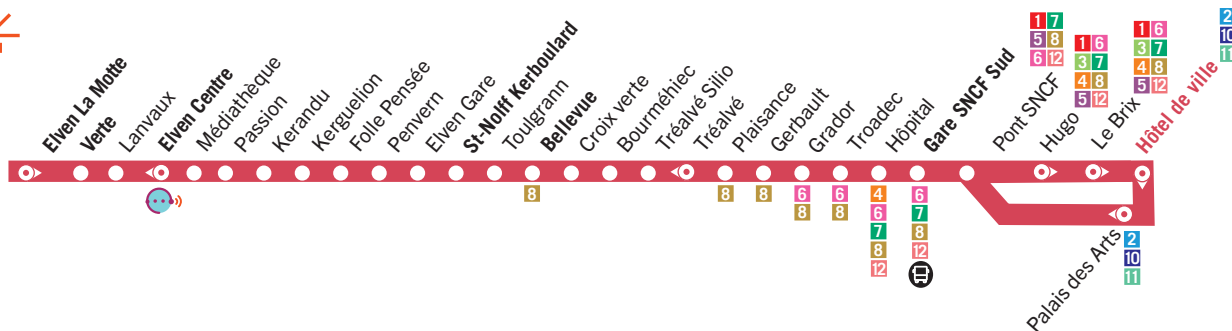 Elven La Motte
Verte
Lanvaux
Elven Centre
Médiathèque
Passion
Kerandu
Kerguelion
Folle Pensée
Penvern
Elven Gare
St-Nolff Kerboulard
Toulgrann
Bellevue
Croix verte
Bourméhiec
Tréalvé Silio
Tréalvé
Plaisance
Gerbault
Grador
Troadec
Hôpital
Gare SNCF Sud
Pont SNCF
Hugo
Le Brix
Hôtel de ville
1 7
5 8
6 12
1 6
3 7
4 8
5 12
1 6
3 7
4 8
5 12
2
10
11
8
8
8
6
8
6
8
4
6
7
8
12
6
7
8
12
Palais des Arts
2
10
11